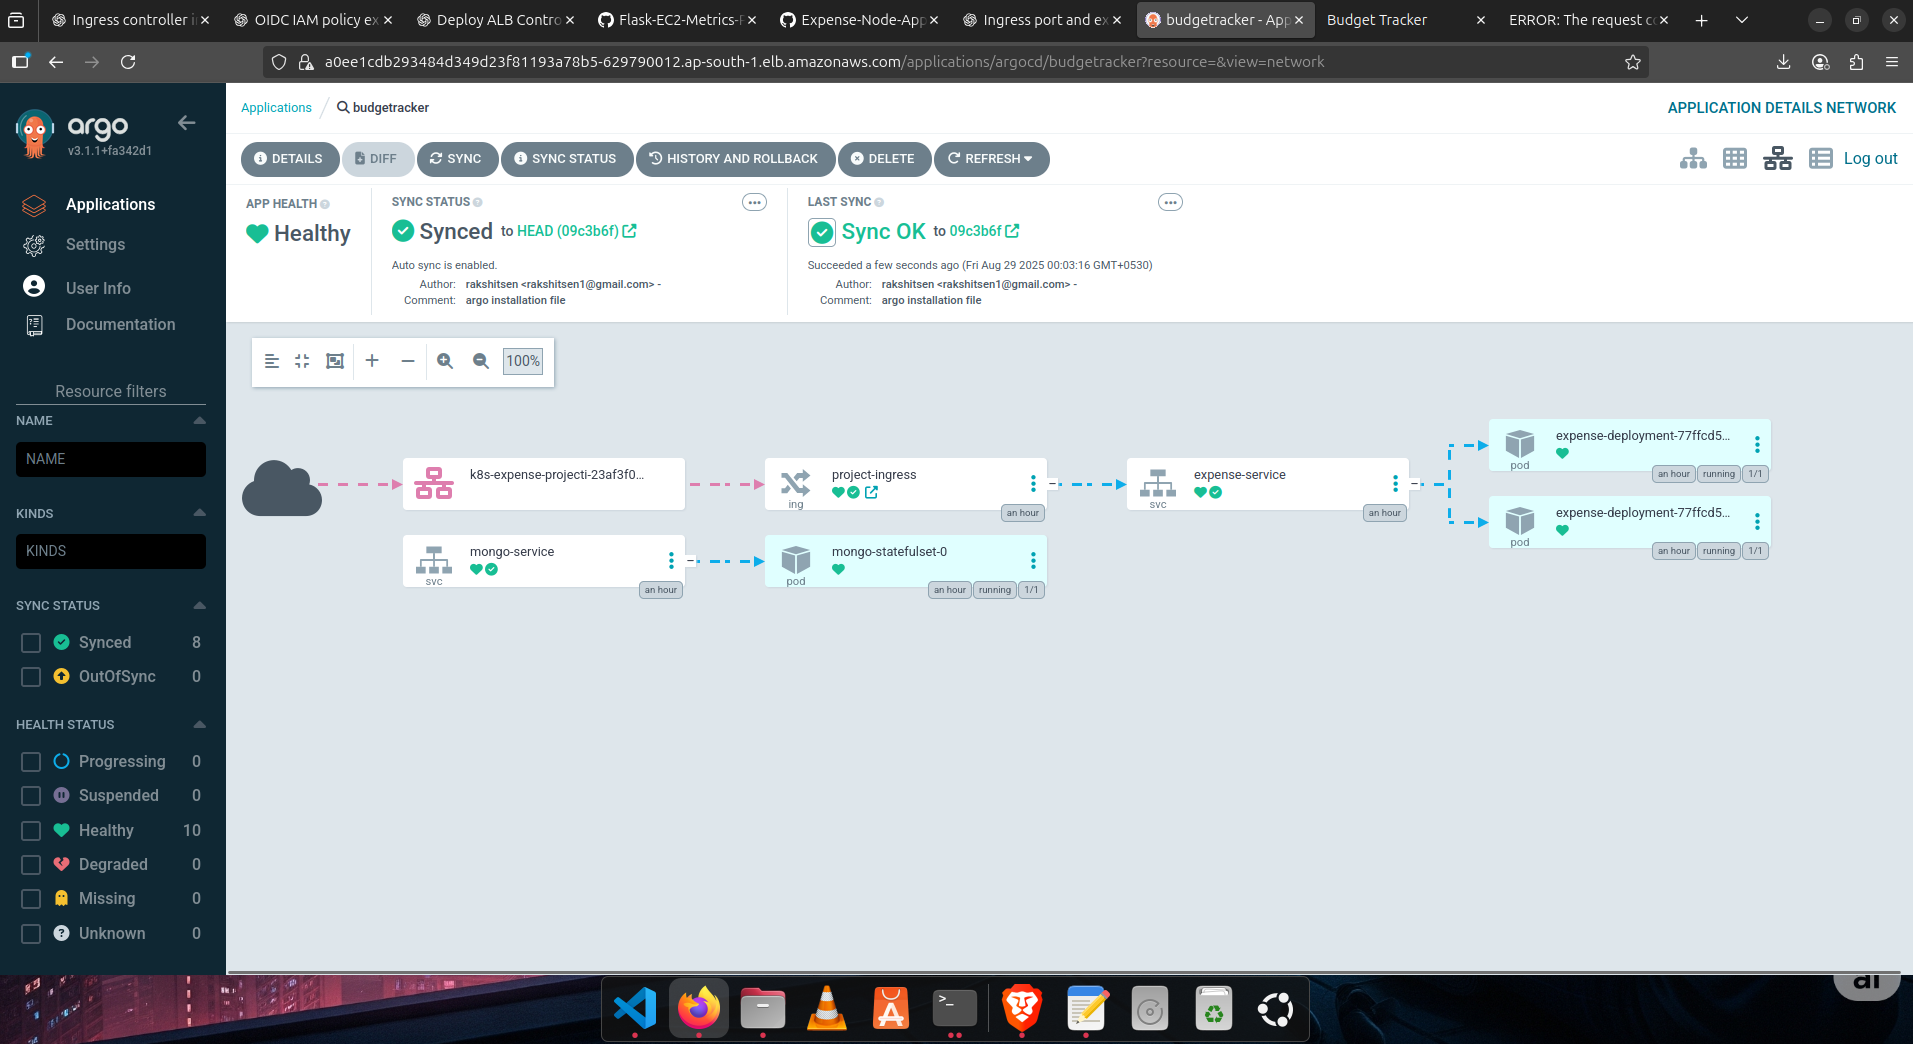 Ingress controller i
OIDC IAM policy ex
Deploy ALB Contro
Flask-EC2-Metrics-
Expense-Node-App
Ingress port and ex
budgetracker - App
Budget Tracker
ERROR: The request c
a0ee1cdb293484d349d23f81193a78b5-629790012.ap-south-1.elb.amazonaws.com/applications/argocd/budgetracker?resource=&view=network
argo
v3.1.1+fa342d1
Applications
Settings
User Info
Documentation
Resource filters
NAME
NAME
KINDS
KINDS
SYNC STATUS
Synced 8
OutOfSync 0
HEALTH STATUS
Progressing 0
Suspended 0
Healthy 10
Degraded 0
Missing 0
Unknown 0
Applications / budgetracker
APPLICATION DETAILS NETWORK
DETAILS
DIFF
SYNC
SYNC STATUS
HISTORY AND ROLLBACK
DELETE
REFRESH
Log out
APP HEALTH
Healthy
SYNC STATUS
Synced to HEAD (09c3b6f)
Auto sync is enabled.
Author: rakshitsen <rakshitsen1@gmail.com> -
Comment: argo installation file
LAST SYNC
Sync OK to 09c3b6f
Succeeded a few seconds ago (Fri Aug 29 2025 00:03:16 GMT+0530)
Author: rakshitsen <rakshitsen1@gmail.com> -
Comment: argo installation file
100%
k8s-expense-projecti-23af3f0...
project-ingress
ing
an hour
expense-service
svc
an hour
expense-deployment-77ffcd5...
pod
an hour running 1/1
expense-deployment-77ffcd5...
pod
an hour running 1/1
mongo-service
svc
an hour
mongo-statefulset-0
pod
an hour running 1/1
ai